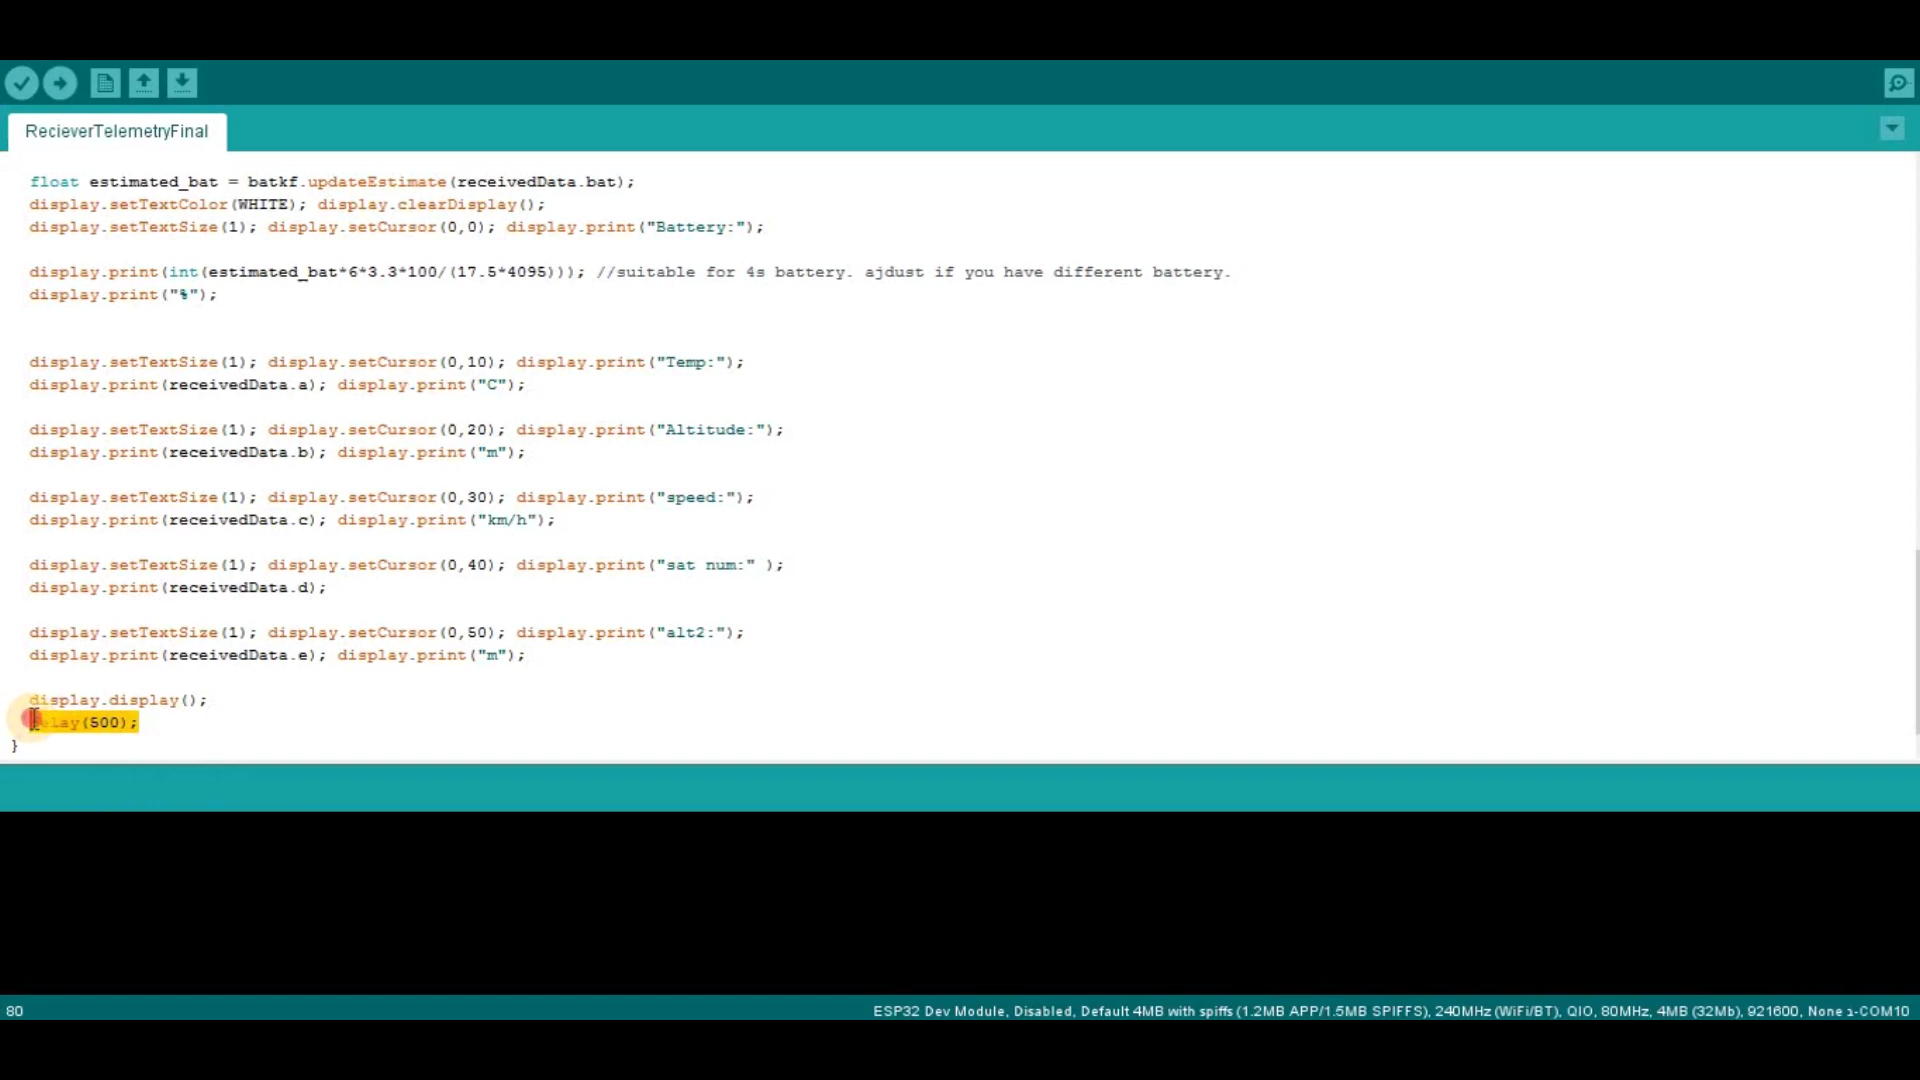 RecieverTelemetryFinal
float estimated_bat = batkf.updateEstimate(receivedData.bat);
display.setTextColor(WHITE); display.clearDisplay();
display.setTextSize(1); display.setCursor(0,0); display.print("Battery:");
display.print(int(estimated_bat*6*3.3*100/(17.5*4095))); //suitable for 4s battery. ajdust if you have different battery.
display.print("%");
display.setTextSize(1); display.setCursor(0,10); display.print("Temp:");
display.print(receivedData.a); display.print("C");
display.setTextSize(1); display.setCursor(0,20); display.print("Altitude:");
display.print(receivedData.b); display.print("m");
display.setTextSize(1); display.setCursor(0,30); display.print("speed:");
display.print(receivedData.c); display.print("km/h");
display.setTextSize(1); display.setCursor(0,40); display.print("sat num:" );
display.print(receivedData.d);
display.setTextSize(1); display.setCursor(0,50); display.print("alt2:");
display.print(receivedData.e); display.print("m");
display.display();
delay(500);
}
80
ESP32 Dev Module, Disabled, Default 4MB with spiffs (1.2MB APP/1.5MB SPIFFS), 240MHz (WiFi/BT), QIO, 80MHz, 4MB (32Mb), 921600, None ב-COM10